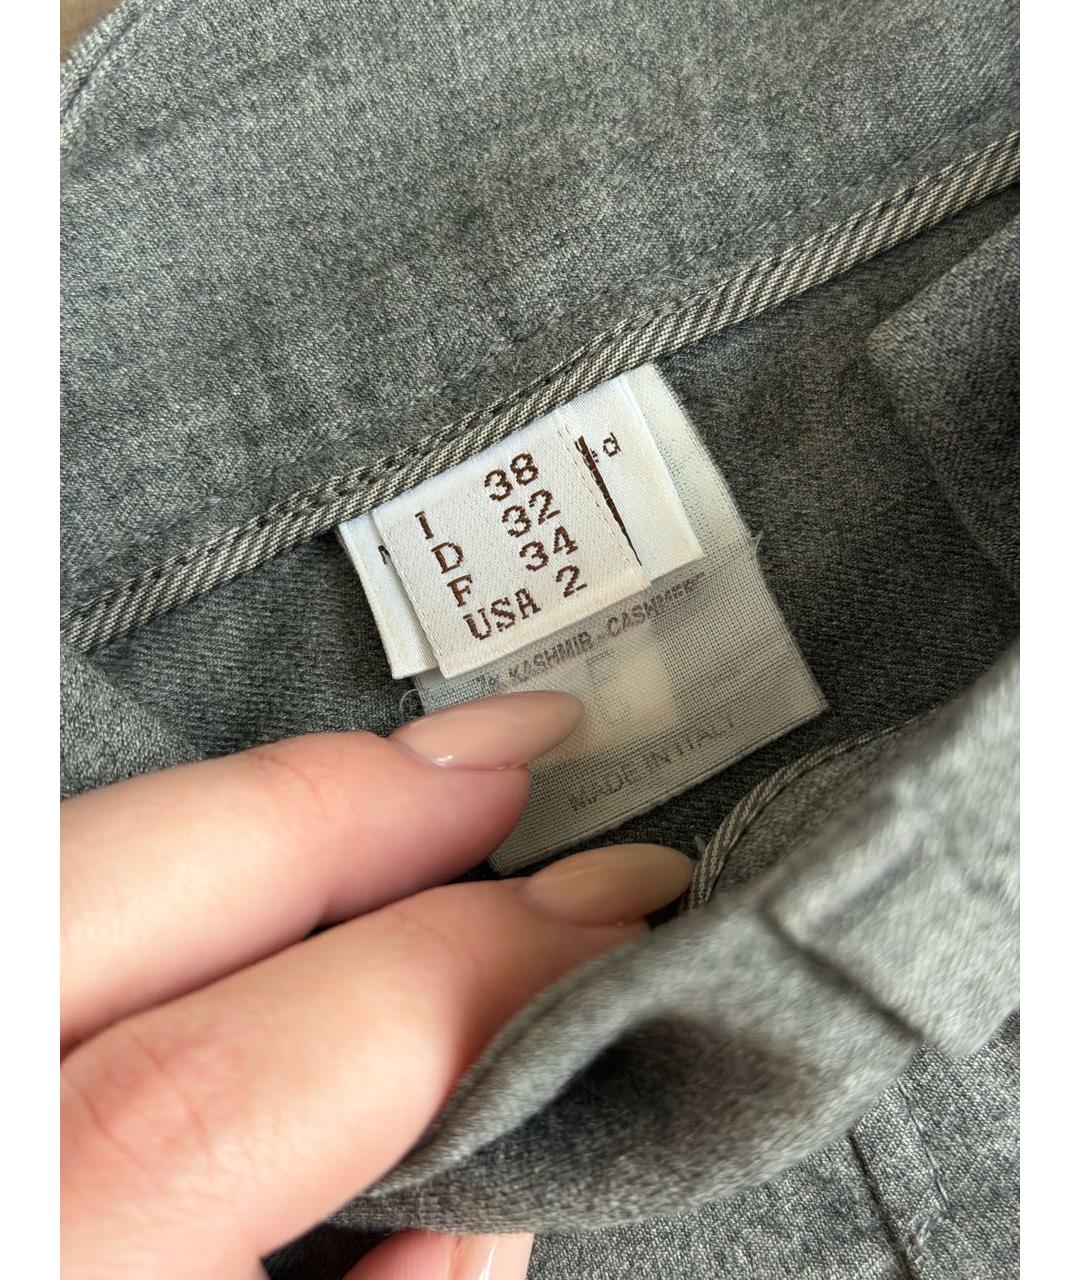 I 38
D 32
F 34
USA 2
KASHMIR - CASHMERE
MADE IN ITALY